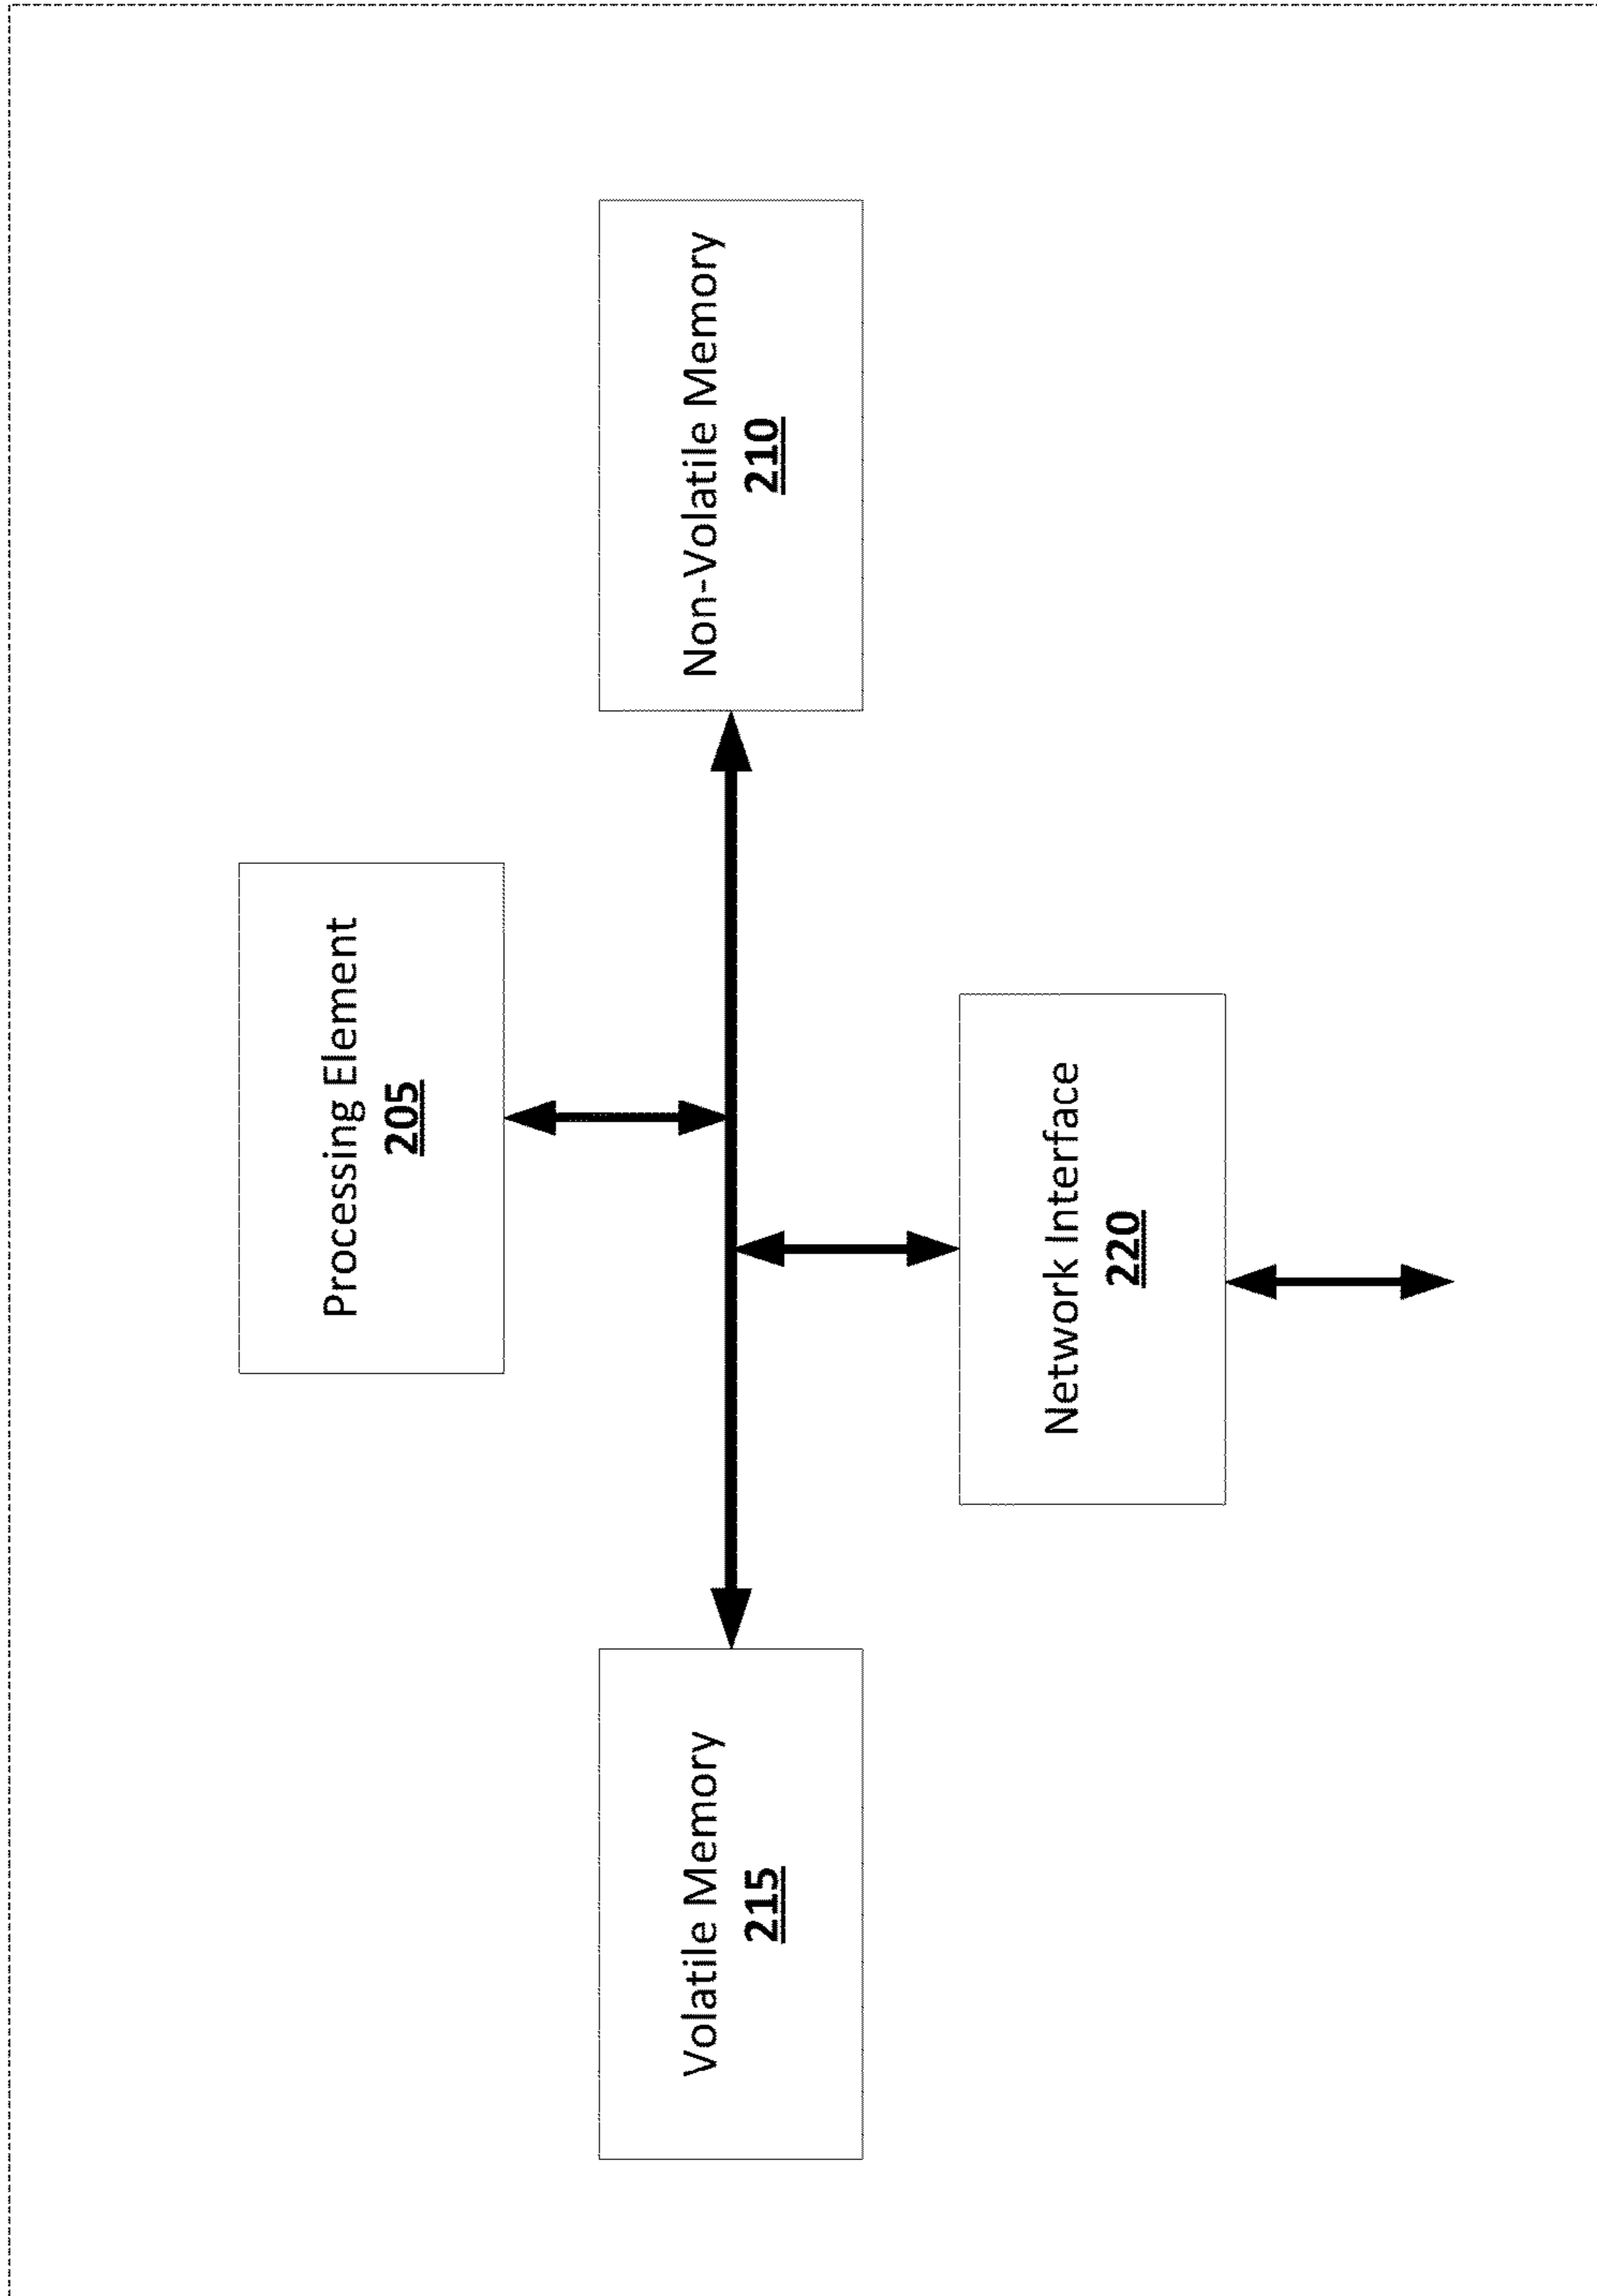 Processing Element
205
Volatile Memory
215
Non-Volatile Memory
210
Network Interface
220